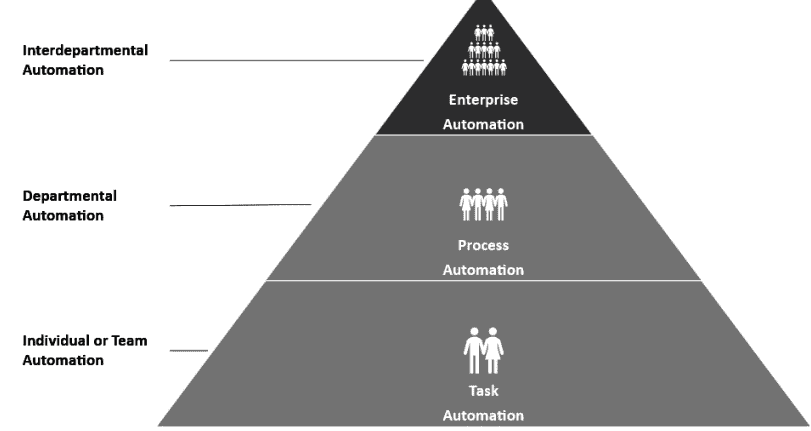 Interdepartmental
Automation
Enterprise
Automation
Departmental
Automation
Process
Automation
Individual or Team
Automation
Task
Automation